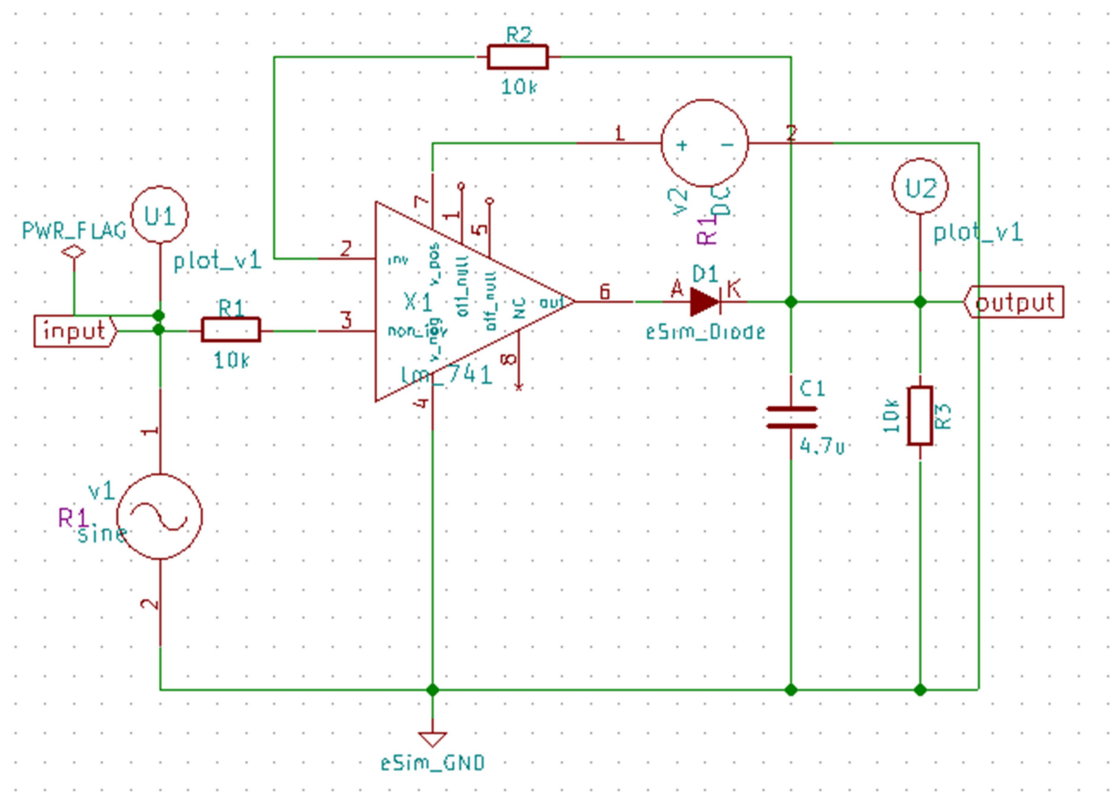 R2
10k
1
+
-
2
v2
DC
R1
U2
plot_v1
U1
PWR_FLAG
plot_v1
7
1
5
2
inv
v_pos
off_null
off_null
NC
out
6
A
D1
K
eSim_Diode
output
input
R1
10k
3
X1
non_inv
v_neg
lm_741
8
4
C1
4.7u
10k
R3
1
v1
R1
sine
2
eSim_GND